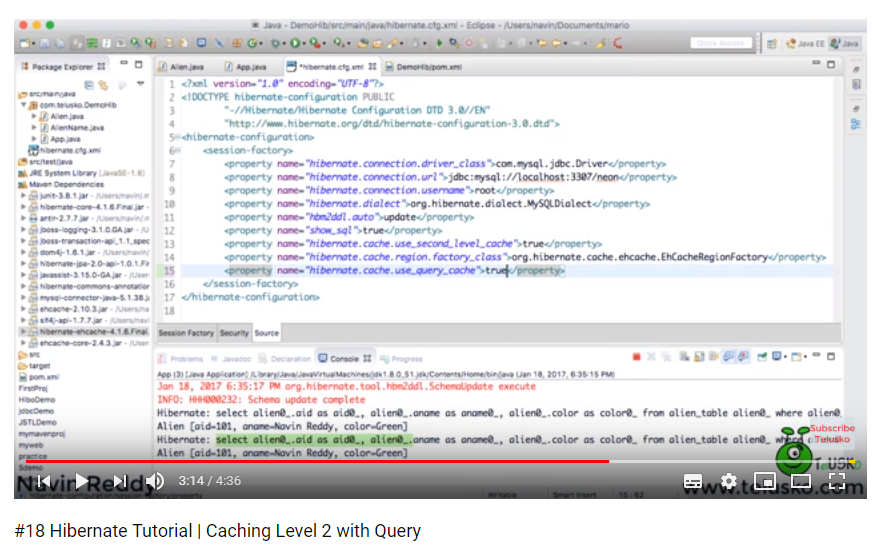 Java - DemoHib/src/main/java/hibernate.cfg.xml - Eclipse - /Users/navin/Documents/mario
Quick Access
Java EE
Java
Package Explorer
Alien.java
App.java
*hibernate.cfg.xml
DemoHib/pom.xml
src/main/java
com.telusko.DemoHib
Alien.java
AlienName.java
App.java
hibernate.cfg.xml
src/test/java
JRE System Library [JavaSE-1.8]
Maven Dependencies
junit-3.8.1.jar - /Users/navin/.m
hibernate-core-4.1.6.Final.jar -
antlr-2.7.7.jar - /Users/navin/.m
jboss-logging-3.1.0.GA.jar - /Us
jboss-transaction-api_1.1_spec
dom4j-1.6.1.jar - /Users/navin/
hibernate-jpa-2.0-api-1.0.1.Fi
javassist-3.15.0-GA.jar - /User
hibernate-commons-annotation
mysql-connector-java-5.1.38.j
ehcache-2.10.3.jar - /Users/na
slf4j-api-1.7.7.jar - /Users/navin
hibernate-ehcache-4.1.6.Final.
ehcache-core-2.4.3.jar - /User
src
target
pom.xml
FirstProj
HiboDemo
jdbcDemo
JSTLDemo
mymavenproj
myweb
practice
Sdemo
1 <?xml version="1.0" encoding="UTF-8"?>
2 <!DOCTYPE hibernate-configuration PUBLIC
3 "-//Hibernate/Hibernate Configuration DTD 3.0//EN"
4 "http://www.hibernate.org/dtd/hibernate-configuration-3.0.dtd">
5 <hibernate-configuration>
6 <session-factory>
7 <property name="hibernate.connection.driver_class">com.mysql.jdbc.Driver</property>
8 <property name="hibernate.connection.url">jdbc:mysql://localhost:3307/neon</property>
9 <property name="hibernate.connection.username">root</property>
10 <property name="hibernate.dialect">org.hibernate.dialect.MySQLDialect</property>
11 <property name="hbm2ddl.auto">update</property>
12 <property name="show_sql">true</property>
13 <property name="hibernate.cache.use_second_level_cache">true</property>
14 <property name="hibernate.cache.region.factory_class">org.hibernate.cache.ehcache.EhCacheRegionFactory</property>
15 <property name="hibernate.cache.use_query_cache">true</property>
16 </session-factory>
17 </hibernate-configuration>
18
Session Factory Security Source
Problems Javadoc Declaration Console Progress
App (3) [Java Application] /Library/Java/JavaVirtualMachines/jdk1.8.0_51.jdk/Contents/Home/bin/java (Jan 18, 2017, 6:35:15 PM)
Jan 18, 2017 6:35:17 PM org.hibernate.tool.hbm2ddl.SchemaUpdate execute
INFO: HHH000232: Schema update complete
Hibernate: select alien0_.aid as aid0_, alien0_.aname as aname0_, alien0_.color as color0_ from alien_table alien0_ where alien0
Alien [aid=101, aname=Navin Reddy, color=Green]
Hibernate: select alien0_.aid as aid0_, alien0_.aname as aname0_, alien0_.color as color0_ from alien_table alien0_ where
Alien [aid=101, aname=Navin Reddy, color=Green]
Subscribe
Telusko
TELUSKO
Navin Reddy
3:14 / 4:36
www.telusko.com
Writable
Smart Insert
15 : 62
#18 Hibernate Tutorial | Caching Level 2 with Query